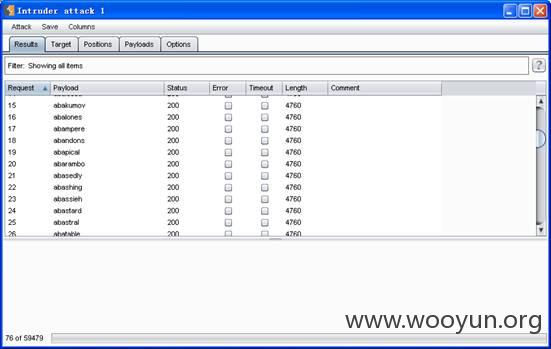 Intruder attack 1
Attack Save Columns
Results Target Positions Payloads Options
Filter: Showing all items ?
Request Payload Status Error Timeout Length Comment
15 abakumov 200 4760
16 abalones 200 4760
17 abampere 200 4760
18 abandons 200 4760
19 abapical 200 4760
20 abarambo 200 4760
21 abasedly 200 4760
22 abashing 200 4760
23 abassieh 200 4760
24 abastard 200 4760
25 abastral 200 4760
26 abatable 200 4760
www.wooyun.org
76 of 59479